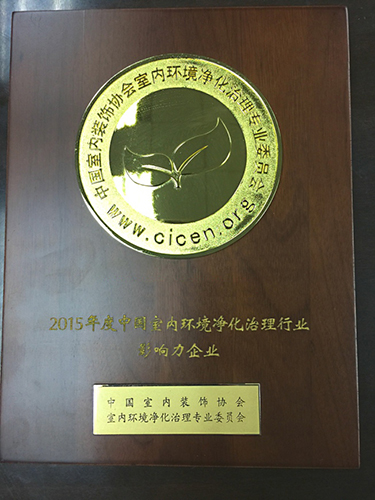 中国室内装饰协会室内环境净化治理专业委员会
www.cicen.org
2015年度中国室内环境净化治理行业
影响力企业
中国室内装饰协会
室内环境净化治理专业委员会